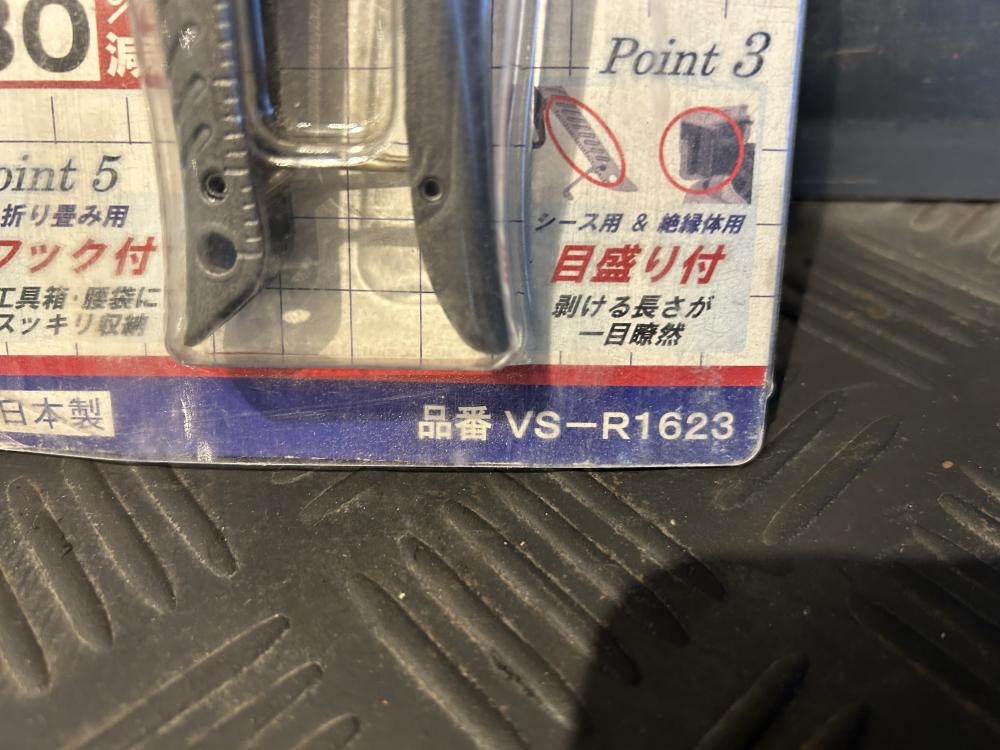 30%減
Point 3
シース用 & 絶縁体用
目盛り付
剥ける長さが
一目瞭然
oint 5
折り畳み用
フック付
工具箱・腰袋に
スッキリ収納
日本製
品番 VS－R1623